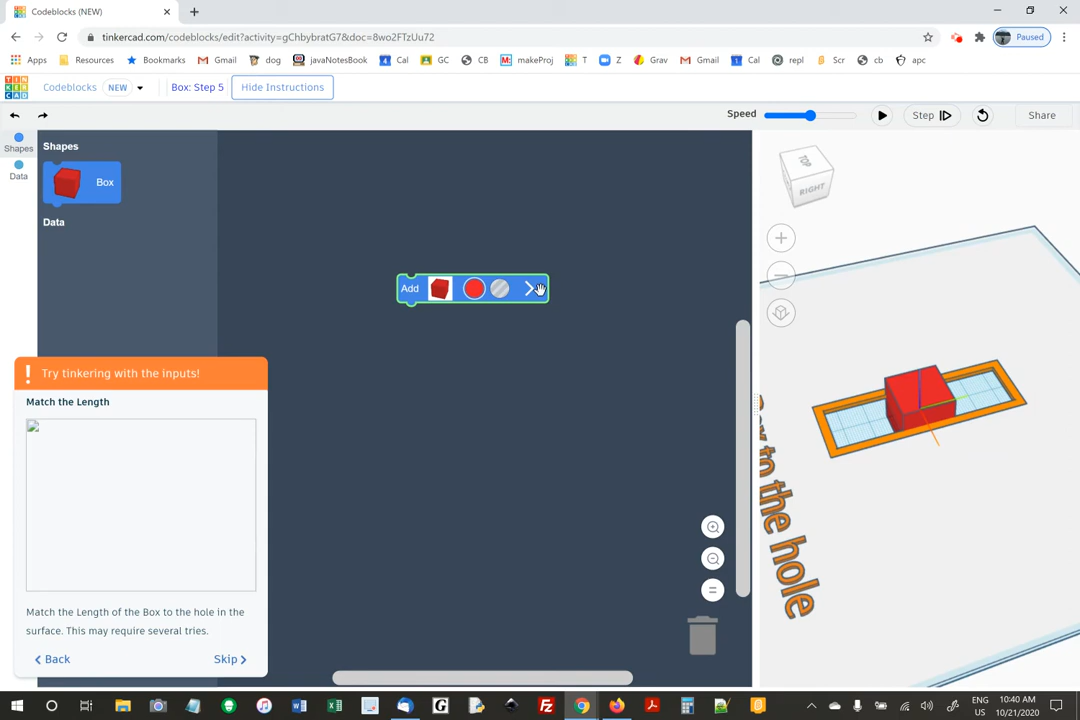 Codeblocks (NEW)
tinkercad.com/codeblocks/edit?activity=gChbybratG7&doc=8wo2FTzUu72
Paused
Apps Resources Bookmarks Gmail dog javaNotesBook Cal GC CB makeProj T Z Grav Gmail Cal repl Scr cb apc
TIN
KER
CAD
Codeblocks NEW Box: Step 5 Hide Instructions
Speed Step Share
Shapes
Data
Shapes
Box
Data
Add
TOP
RIGHT
to the hole
Try tinkering with the inputs!
Match the Length
Match the Length of the Box to the hole in the
surface. This may require several tries.
Back Skip
ENG
US
10:40 AM
10/21/2020